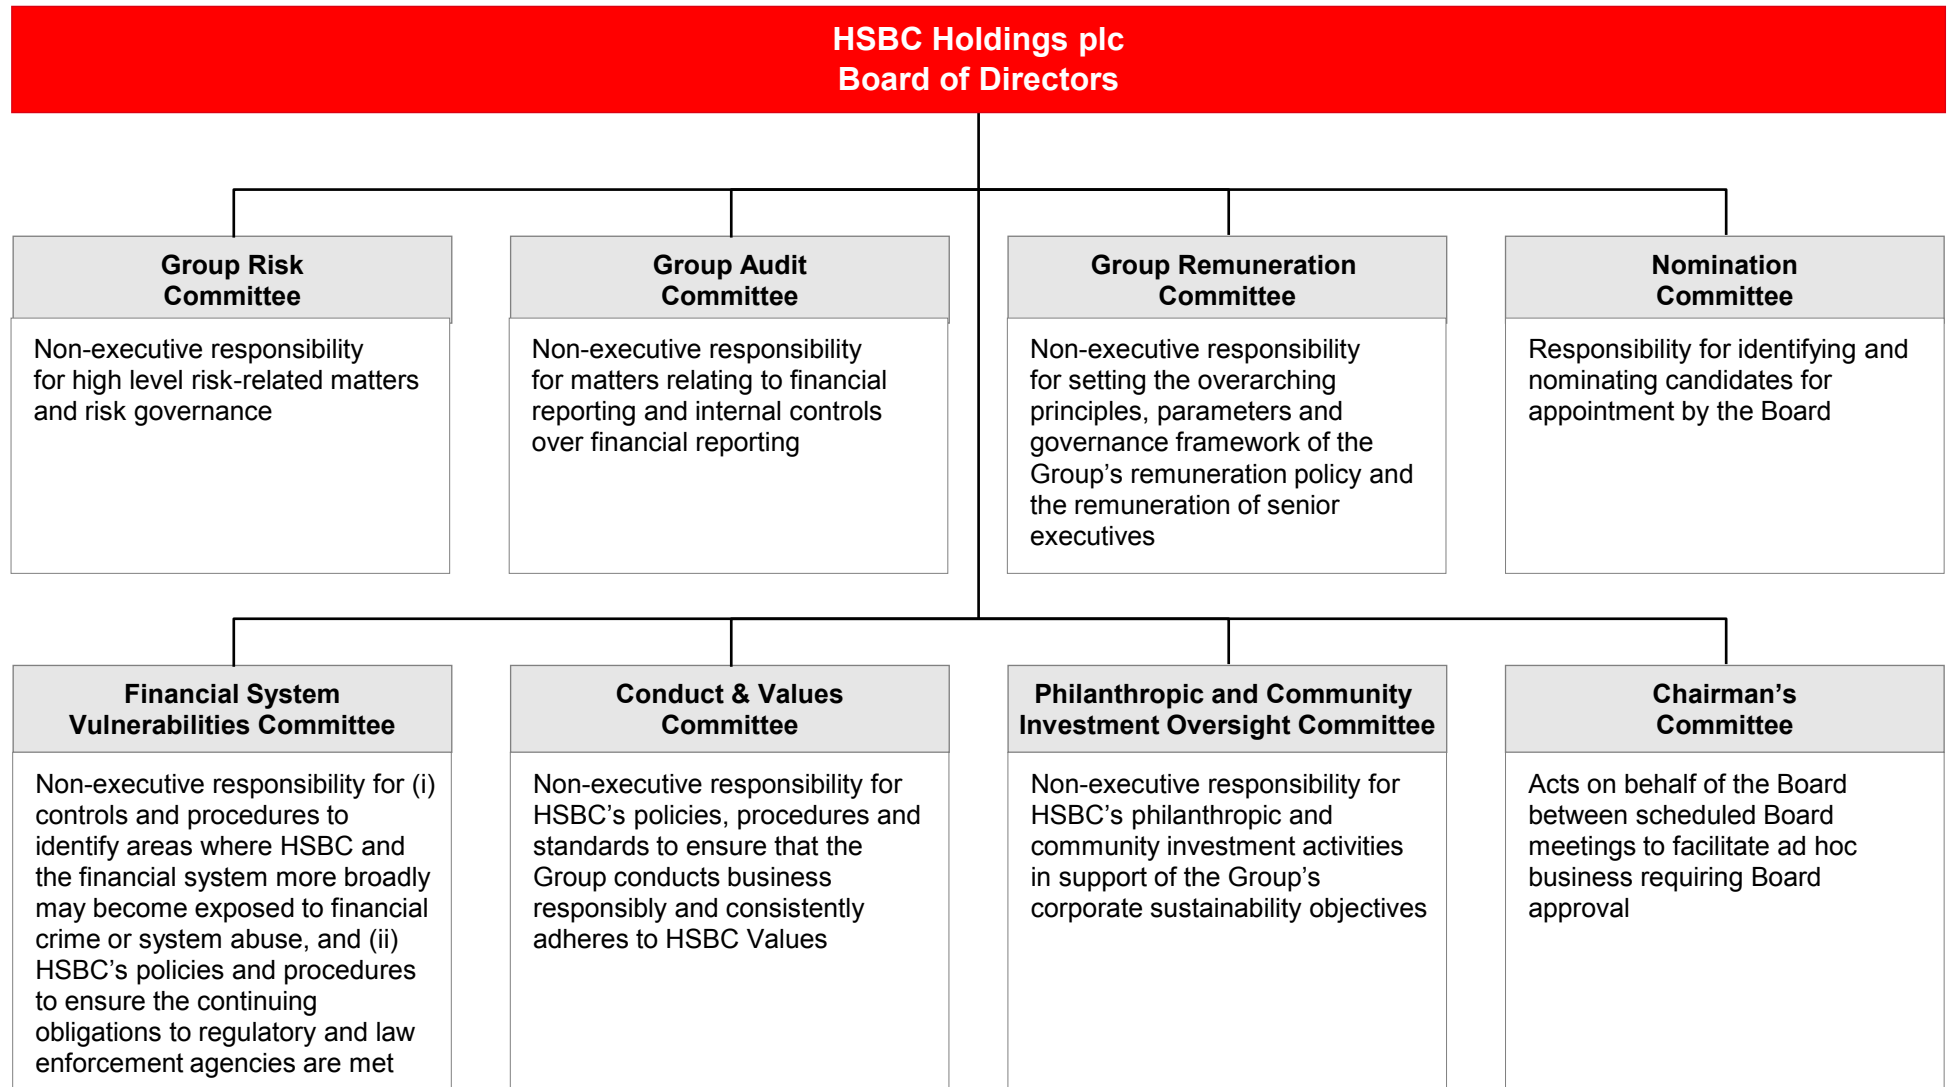 HSBC Holdings plc
Board of Directors
Group Risk
Committee
Non-executive responsibility
for high level risk-related matters
and risk governance
Group Audit
Committee
Non-executive responsibility
for matters relating to financial
reporting and internal controls
over financial reporting
Group Remuneration
Committee
Non-executive responsibility
for setting the overarching
principles, parameters and
governance framework of the
Group’s remuneration policy and
the remuneration of senior
executives
Nomination
Committee
Responsibility for identifying and
nominating candidates for
appointment by the Board
Financial System
Vulnerabilities Committee
Non-executive responsibility for (i)
controls and procedures to
identify areas where HSBC and
the financial system more broadly
may become exposed to financial
crime or system abuse, and (ii)
HSBC’s policies and procedures
to ensure the continuing
obligations to regulatory and law
enforcement agencies are met
Conduct & Values
Committee
Non-executive responsibility for
HSBC’s policies, procedures and
standards to ensure that the
Group conducts business
responsibly and consistently
adheres to HSBC Values
Philanthropic and Community
Investment Oversight Committee
Non-executive responsibility for
HSBC’s philanthropic and
community investment activities
in support of the Group’s
corporate sustainability objectives
Chairman’s
Committee
Acts on behalf of the Board
between scheduled Board
meetings to facilitate ad hoc
business requiring Board
approval